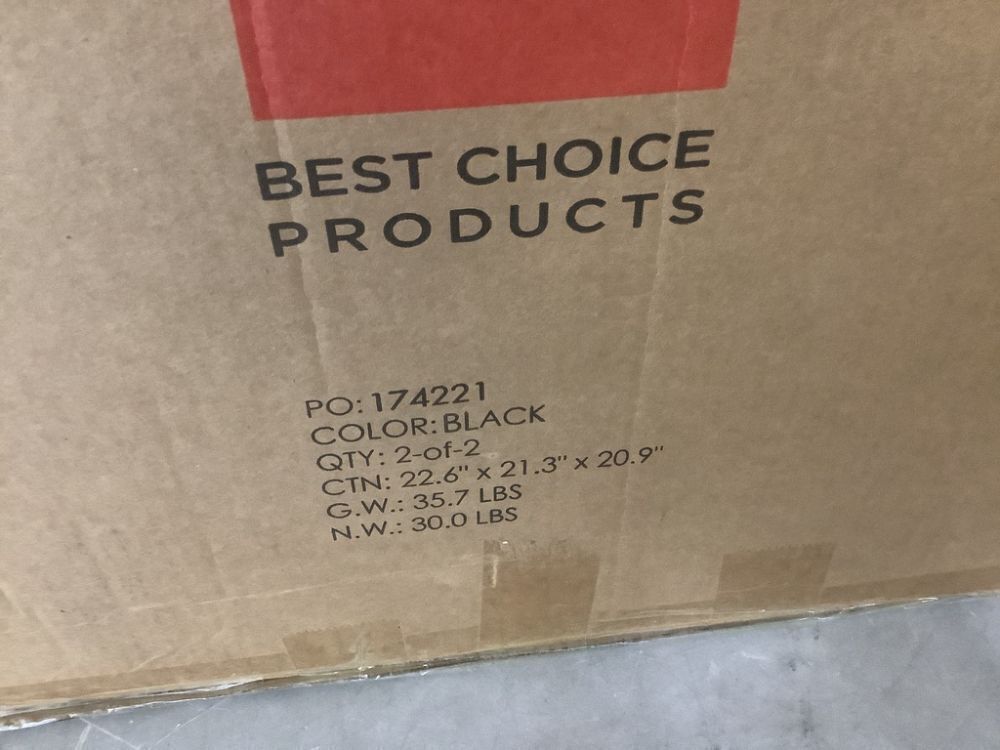 BEST CHOICE
PRODUCTS
PO: 174221
COLOR: BLACK
QTY: 2-of-2
CTN: 22.6" x 21.3" x 20.9"
G.W.: 35.7 LBS
N.W.: 30.0 LBS